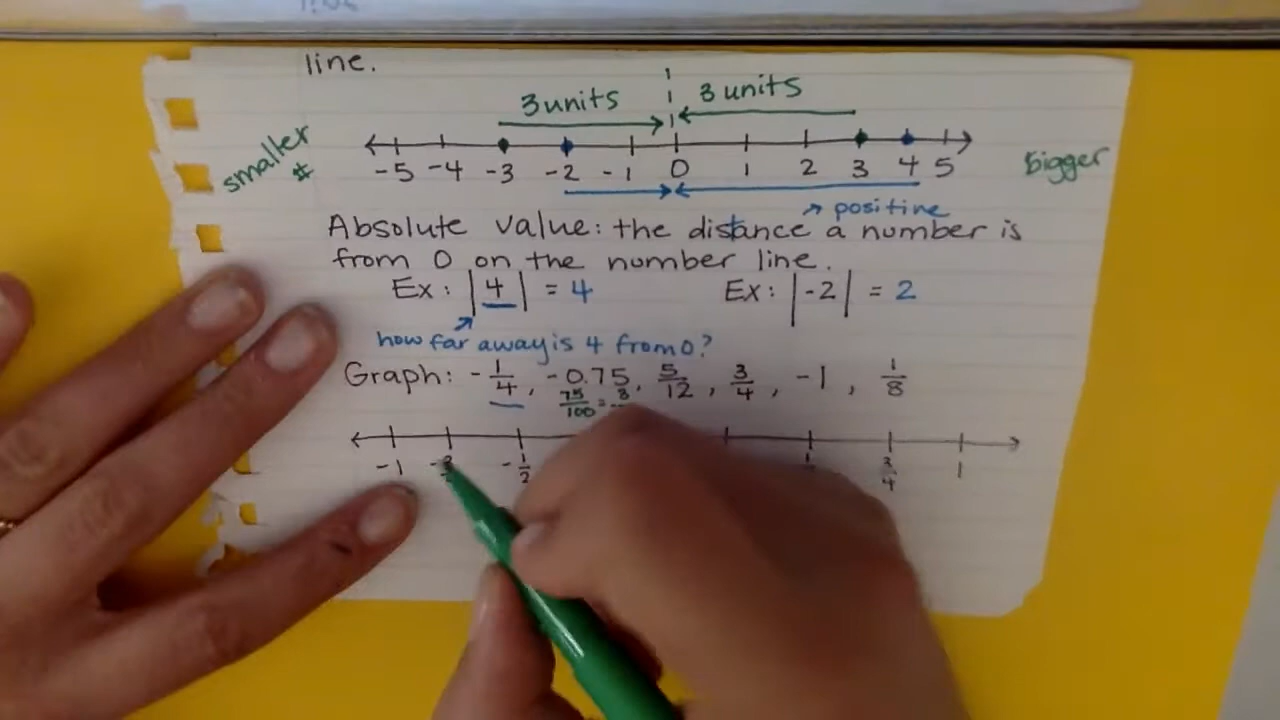 line.
3 units 3 units
smaller # bigger
-5 -4 -3 -2 -1 0 1 2 3 4 5
positive
Absolute value: the distance a number is
from 0 on the number line.
Ex: |4| = 4 Ex: |-2| = 2
how far away is 4 from 0?
Graph: -1/4, -0.75, 5/12, 3/4, -1, 1/8
75/100 =
-1 -1/2 3/4 1